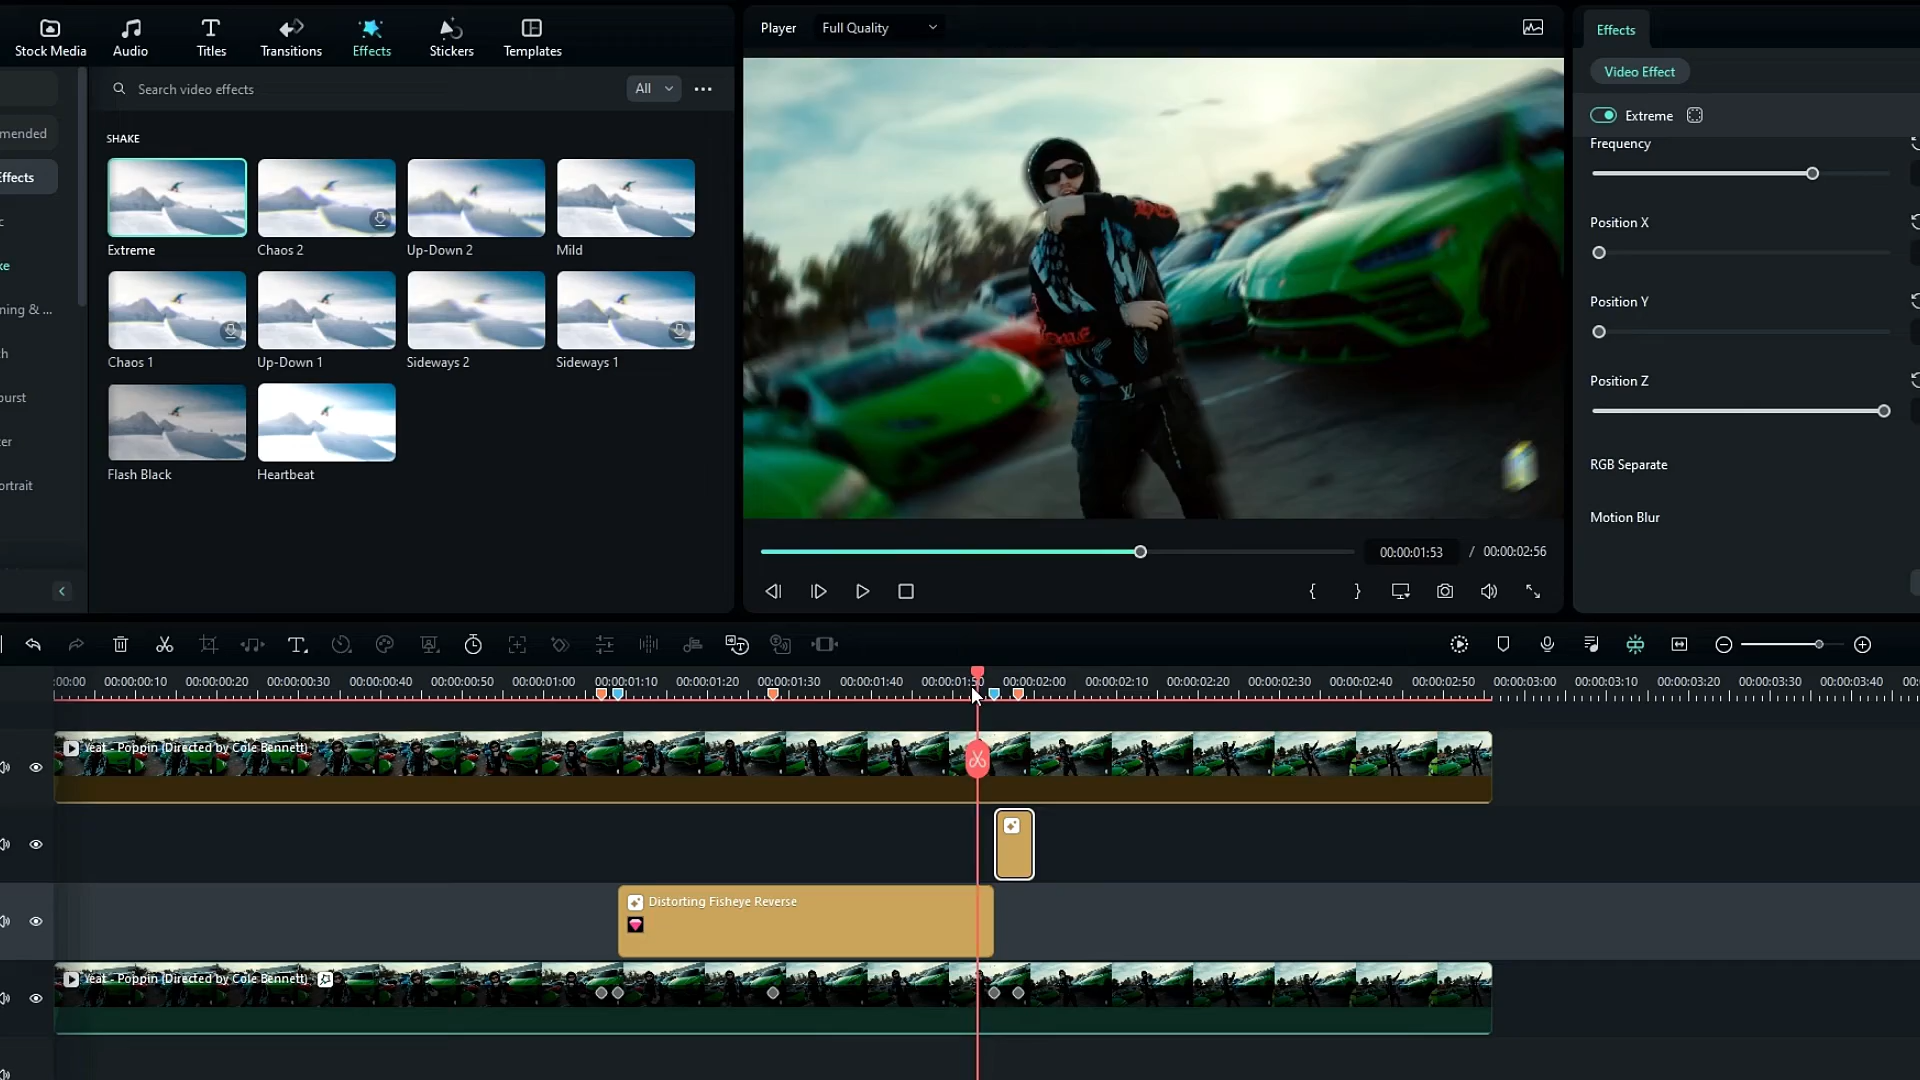 Stock Media
Audio
Titles
Transitions
Effects
Stickers
Templates
Search video effects
All
mended
ffects
c
ke
ning & ...
h
ourst
ter
ortrait
SHAKE
Extreme
Chaos 2
Up-Down 2
Mild
Chaos 1
Up-Down 1
Sideways 2
Sideways 1
Flash Black
Heartbeat
Player
Full Quality
00:00:01:53 / 00:00:02:56
Effects
Video Effect
Extreme
Frequency
Position X
Position Y
Position Z
RGB Separate
Motion Blur
:00:00
00:00:00:10
00:00:00:20
00:00:00:30
00:00:00:40
00:00:00:50
00:00:01:00
00:00:01:10
00:00:01:20
00:00:01:30
00:00:01:40
00:00:01:50
00:00:02:00
00:00:02:10
00:00:02:20
00:00:02:30
00:00:02:40
00:00:02:50
00:00:03:00
00:00:03:10
00:00:03:20
00:00:03:30
00:00:03:40
00:
Yeat - Poppin (Directed by Cole Bennett)
Distorting Fisheye Reverse
Yeat - Poppin (Directed by Cole Bennett)